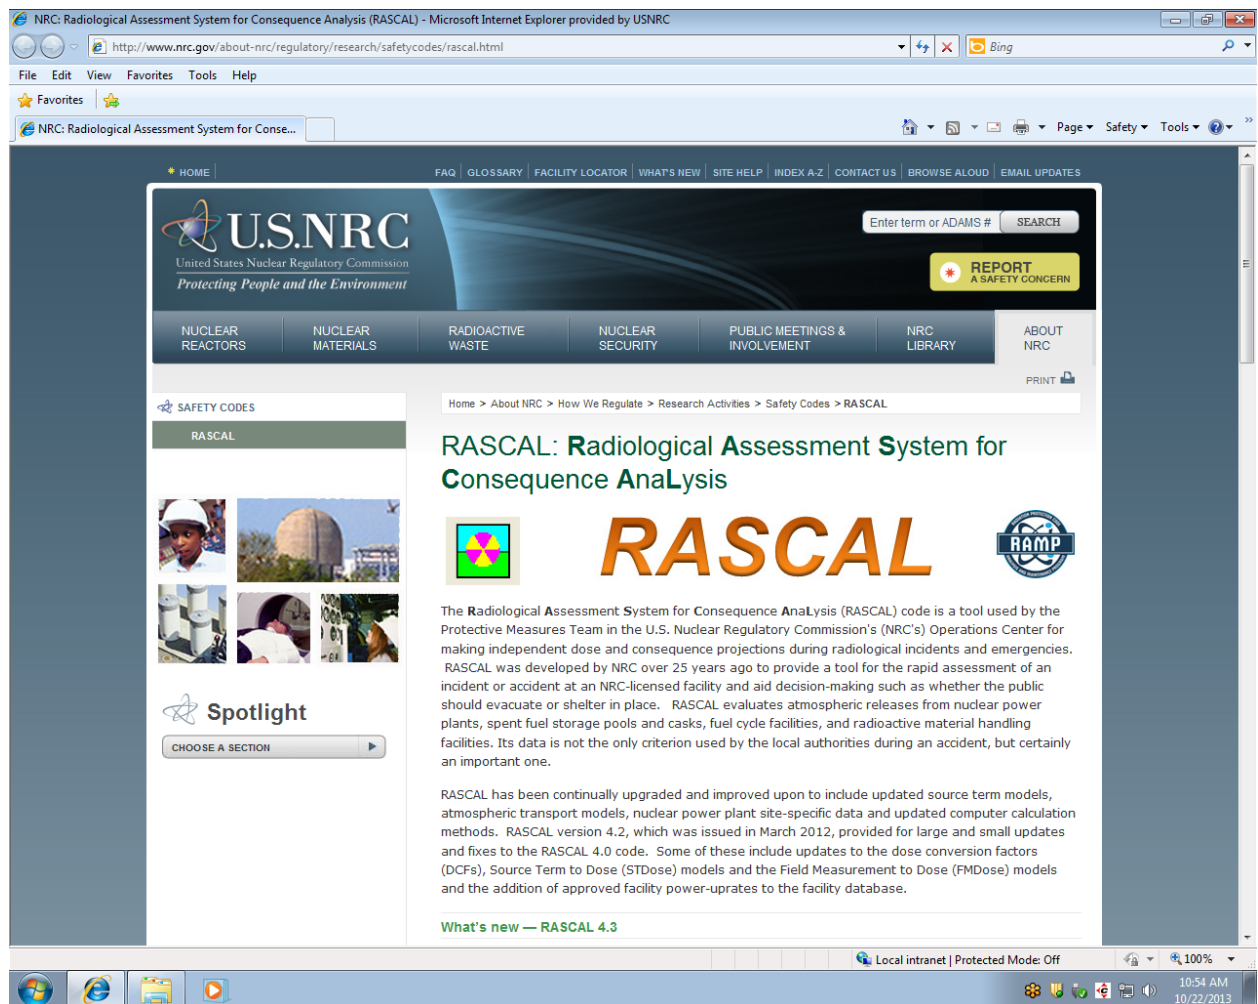 NRC: Radiological Assessment System for Consequence Analysis (RASCAL) - Microsoft Internet Explorer provided by USNRC
http://www.nrc.gov/about-nrc/regulatory/research/safetycodes/rascal.html
Bing
File Edit View Favorites Tools Help
Favorites
NRC: Radiological Assessment System for Conse...
Page Safety Tools
HOME
FAQ GLOSSARY FACILITY LOCATOR WHAT'S NEW SITE HELP INDEX A-Z CONTACT US BROWSE ALOUD EMAIL UPDATES
U.S.NRC
United States Nuclear Regulatory Commission
Protecting People and the Environment
Enter term or ADAMS #
SEARCH
REPORT
A SAFETY CONCERN
NUCLEAR REACTORS
NUCLEAR MATERIALS
RADIOACTIVE WASTE
NUCLEAR SECURITY
PUBLIC MEETINGS & INVOLVEMENT
NRC LIBRARY
ABOUT NRC
PRINT
SAFETY CODES
RASCAL
Home > About NRC > How We Regulate > Research Activities > Safety Codes > RASCAL
RASCAL: Radiological Assessment System for
Consequence AnaLysis
RASCAL
RAMP
The Radiological Assessment System for Consequence AnaLysis (RASCAL) code is a tool used by the
Protective Measures Team in the U.S. Nuclear Regulatory Commission's (NRC's) Operations Center for
making independent dose and consequence projections during radiological incidents and emergencies.
RASCAL was developed by NRC over 25 years ago to provide a tool for the rapid assessment of an
incident or accident at an NRC-licensed facility and aid decision-making such as whether the public
should evacuate or shelter in place. RASCAL evaluates atmospheric releases from nuclear power
plants, spent fuel storage pools and casks, fuel cycle facilities, and radioactive material handling
facilities. Its data is not the only criterion used by the local authorities during an accident, but certainly
an important one.
RASCAL has been continually upgraded and improved upon to include updated source term models,
atmospheric transport models, nuclear power plant site-specific data and updated computer calculation
methods. RASCAL version 4.2, which was issued in March 2012, provided for large and small updates
and fixes to the RASCAL 4.0 code. Some of these include updates to the dose conversion factors
(DCFs), Source Term to Dose (STDose) models and the Field Measurement to Dose (FMDose) models
and the addition of approved facility power-uprates to the facility database.
What's new — RASCAL 4.3
Spotlight
CHOOSE A SECTION
Local intranet | Protected Mode: Off
100%
10:54 AM
10/22/2013